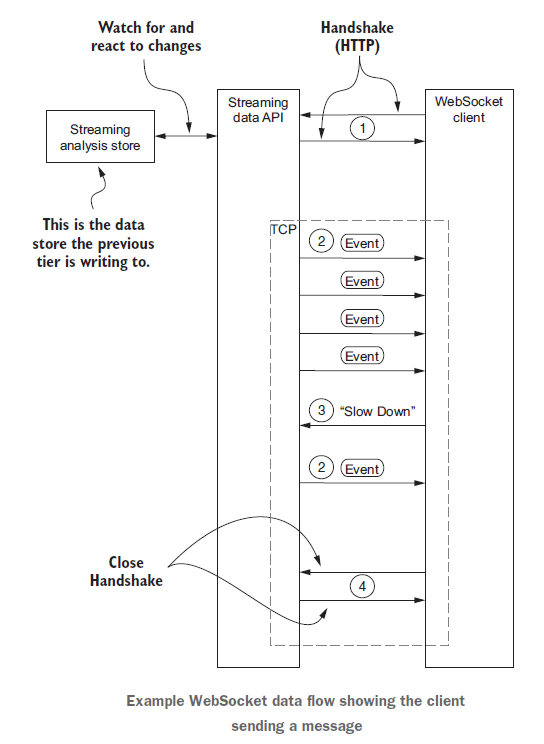 Watch for and
react to changes
Handshake
(HTTP)
Streaming
data API
WebSocket
client
1
Streaming
analysis store
This is the data
store the previous
tier is writing to.
TCP
2 Event
Event
Event
Event
3 “Slow Down”
2 Event
Close
Handshake
4
Example WebSocket data flow showing the client
sending a message